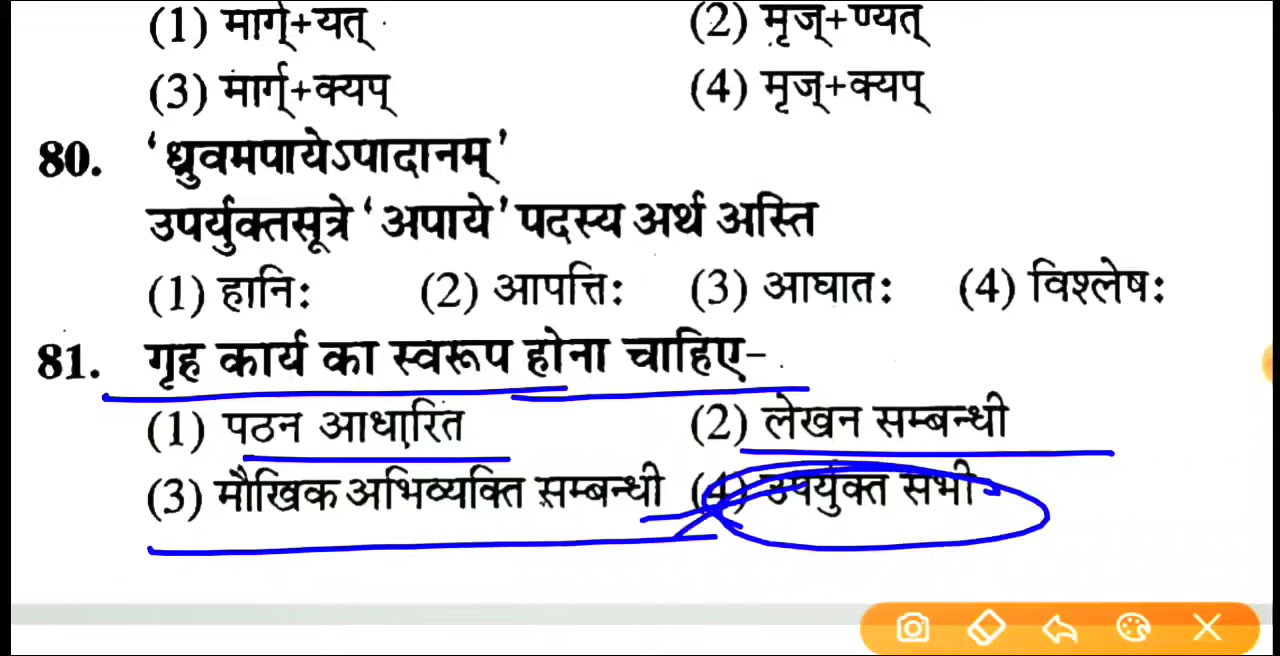 (1) मार्ग्+यत् (2) मृज्+ण्यत्
(3) मार्ग्+क्यप् (4) मृज्+क्यप्
80. ‘ध्रुवमपायेऽपादानम्’
उपर्युक्तसूत्रे ‘अपाये’ पदस्य अर्थ अस्ति
(1) हानिः (2) आपत्तिः (3) आघातः (4) विश्लेषः
81. गृह कार्य का स्वरूप होना चाहिए-
(1) पठन आधारित (2) लेखन सम्बन्धी
(3) मौखिक अभिव्यक्ति सम्बन्धी (4) उपर्युक्त सभी